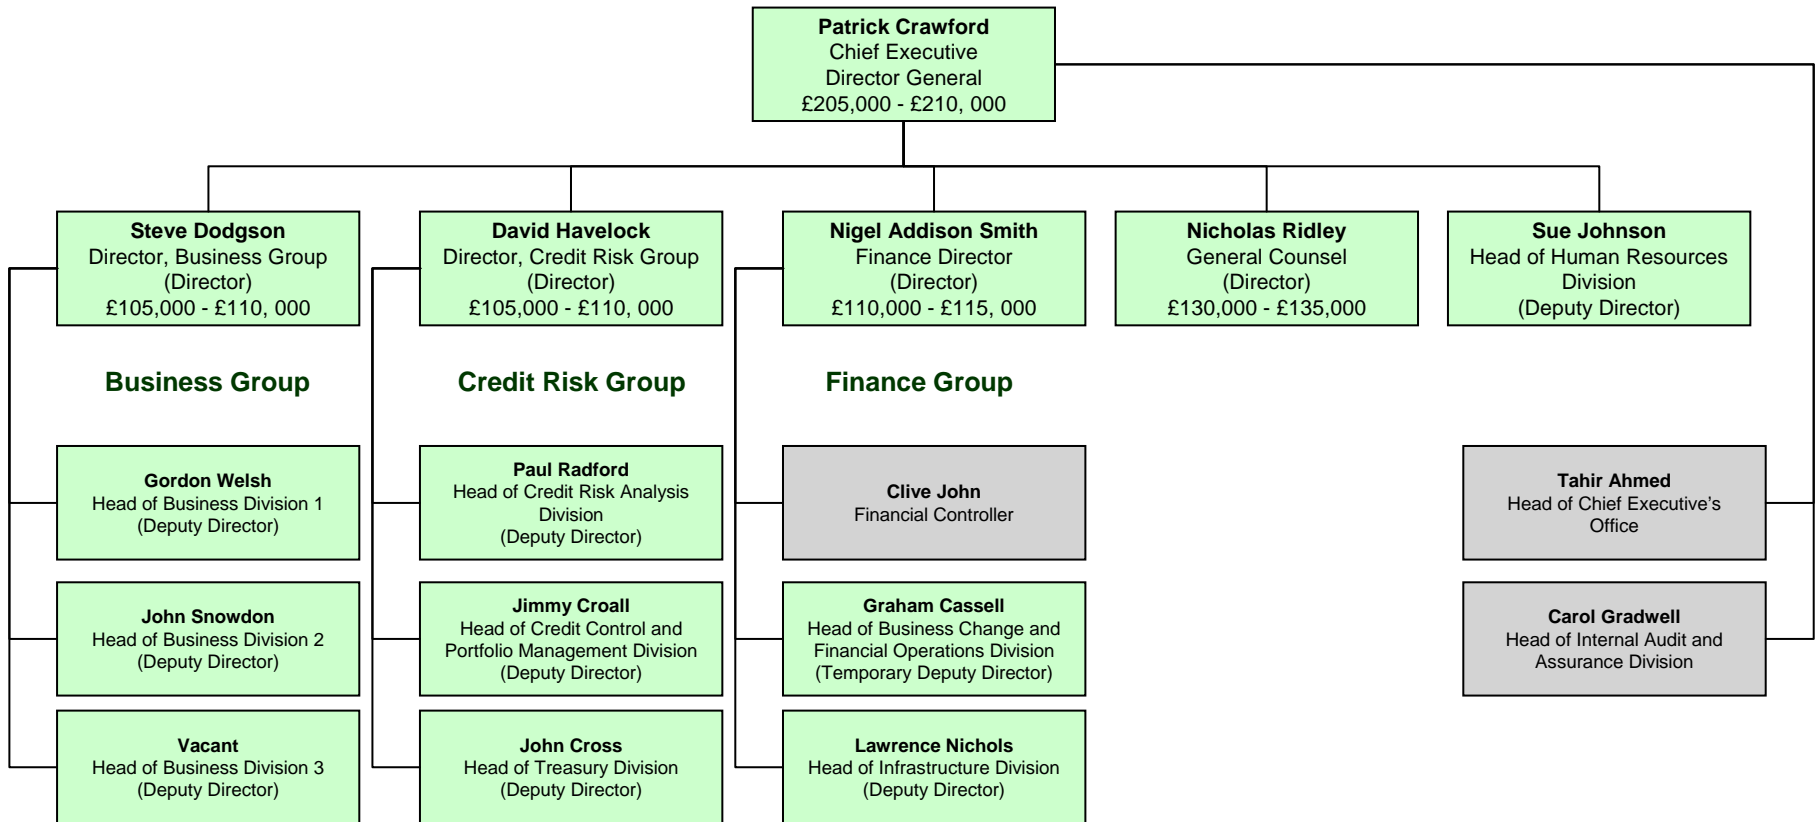 Patrick Crawford
Chief Executive
Director General
£205,000 - £210, 000
Steve Dodgson
Director, Business Group
(Director)
£105,000 - £110, 000
David Havelock
Director, Credit Risk Group
(Director)
£105,000 - £110, 000
Nigel Addison Smith
Finance Director
(Director)
£110,000 - £115, 000
Nicholas Ridley
General Counsel
(Director)
£130,000 - £135,000
Sue Johnson
Head of Human Resources
Division
(Deputy Director)
Business Group
Credit Risk Group
Finance Group
Gordon Welsh
Head of Business Division 1
(Deputy Director)
Paul Radford
Head of Credit Risk Analysis
Division
(Deputy Director)
Clive John
Financial Controller
Tahir Ahmed
Head of Chief Executive’s
Office
John Snowdon
Head of Business Division 2
(Deputy Director)
Jimmy Croall
Head of Credit Control and
Portfolio Management Division
(Deputy Director)
Graham Cassell
Head of Business Change and
Financial Operations Division
(Temporary Deputy Director)
Carol Gradwell
Head of Internal Audit and
Assurance Division
Vacant
Head of Business Division 3
(Deputy Director)
John Cross
Head of Treasury Division
(Deputy Director)
Lawrence Nichols
Head of Infrastructure Division
(Deputy Director)